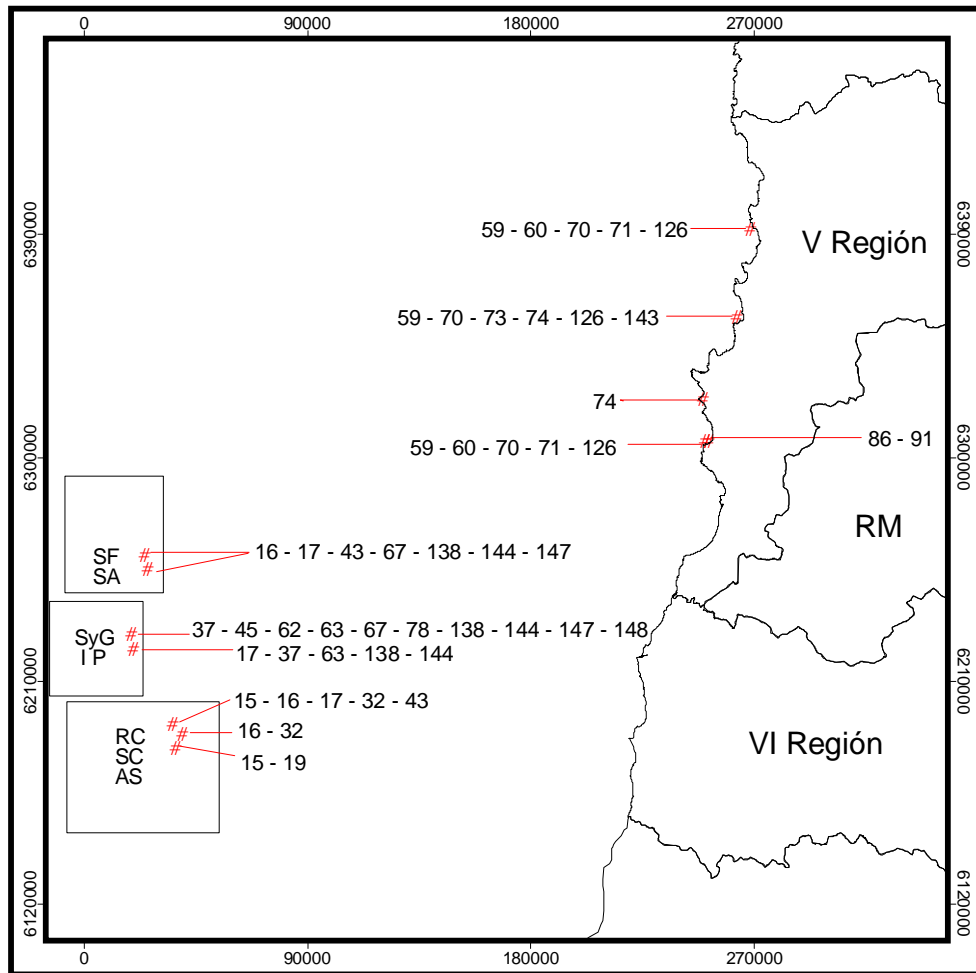 0 90000 180000 270000
6390000 6390000
59 - 60 - 70 - 71 - 126
V Región
59 - 70 - 73 - 74 - 126 - 143
74
86 - 91
59 - 60 - 70 - 71 - 126
6300000 6300000
RM
SF
16 - 17 - 43 - 67 - 138 - 144 - 147
SA
37 - 45 - 62 - 63 - 67 - 78 - 138 - 144 - 147 - 148
SyG
I P
17 - 37 - 63 - 138 - 144
6210000 6210000
15 - 16 - 17 - 32 - 43
RC
16 - 32
SC
15 - 19
AS
VI Región
6120000 6120000
0 90000 180000 270000